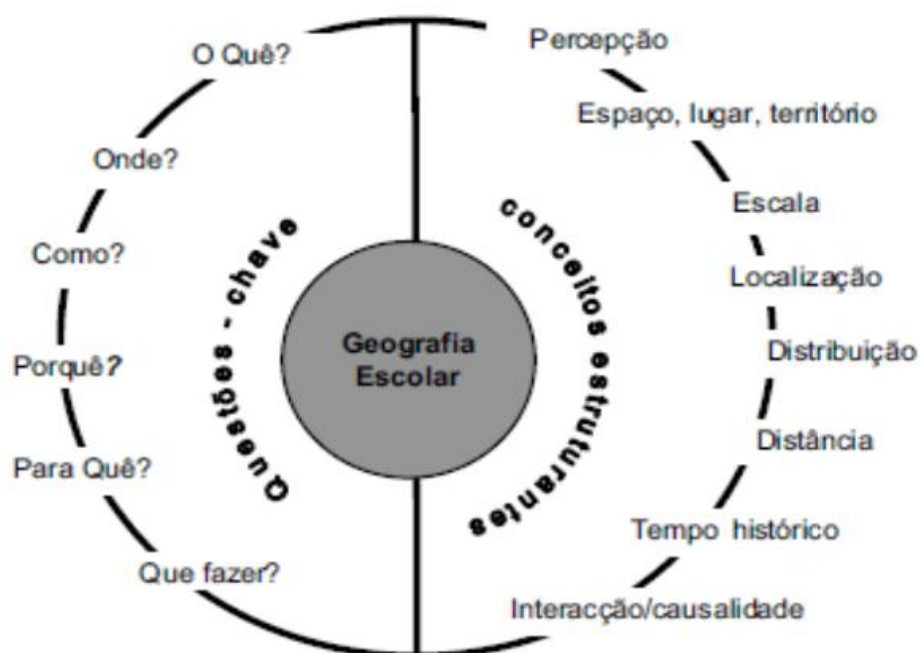 O Quê?
Onde?
Como?
Porquê?
Para Quê?
Que fazer?
Questões - chave
Geografia
Escolar
conceitos estruturantes
Percepção
Espaço, lugar, território
Escala
Localização
Distribuição
Distância
Tempo histórico
Interacção/causalidade